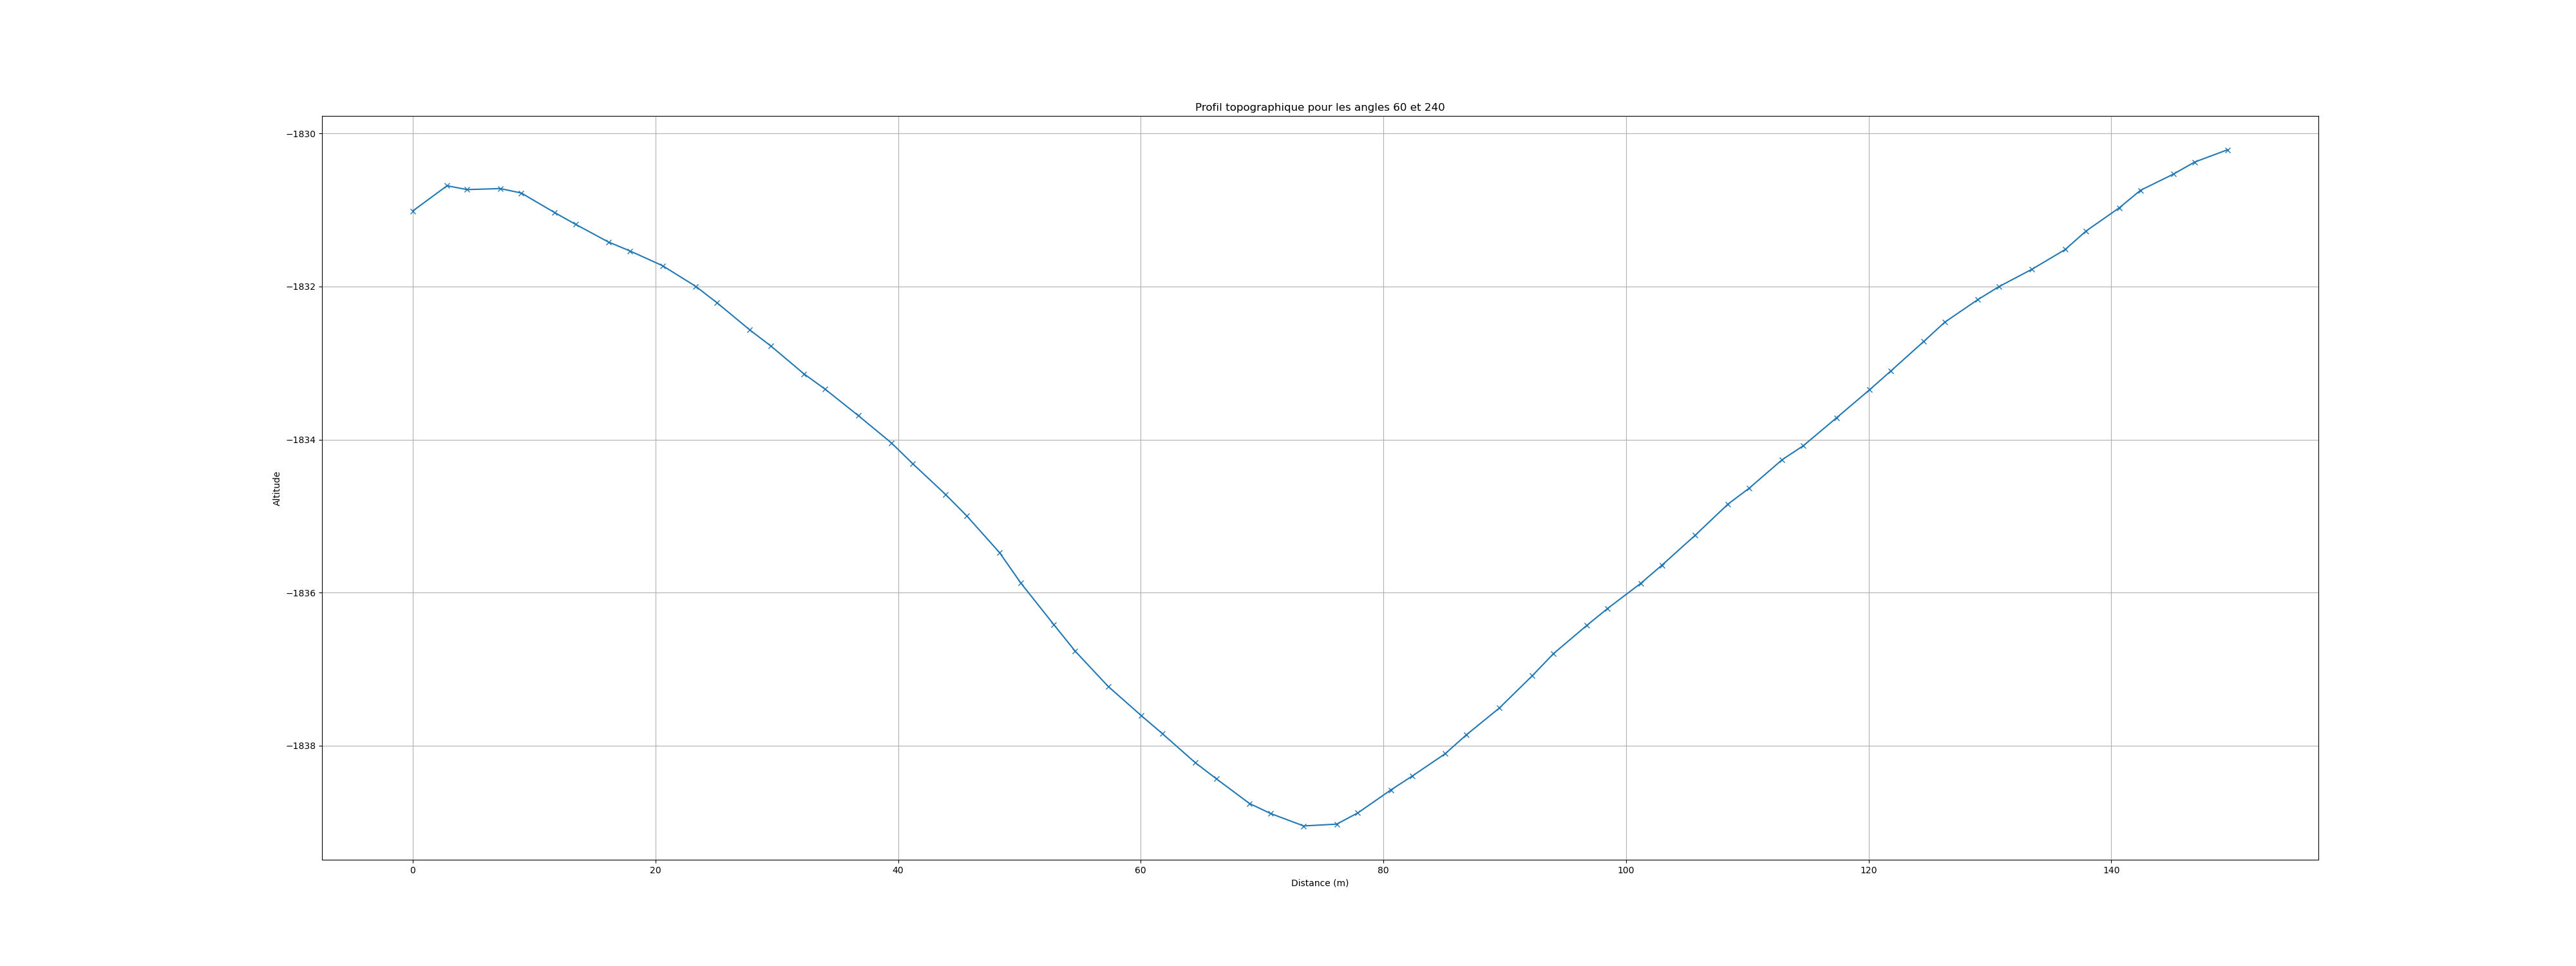 Profil topographique pour les angles 60 et 240
−1830
−1832
−1834
−1836
−1838
Altitude
0 20 40 60 80 100 120 140
Distance (m)